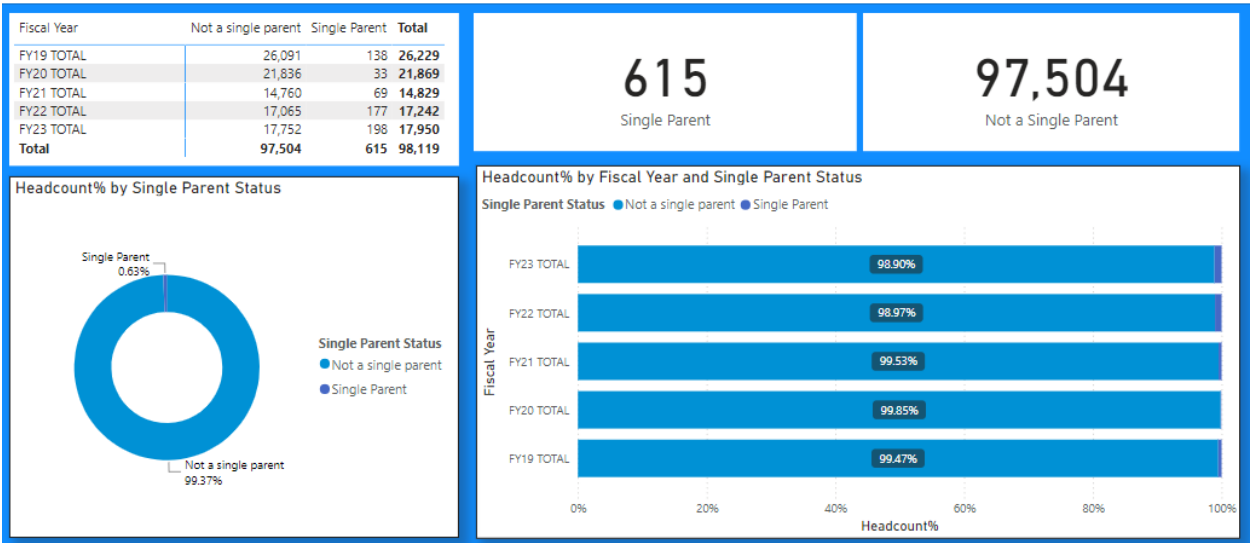 Fiscal Year Not a single parent Single Parent Total
FY19 TOTAL 26,091 138 26,229
FY20 TOTAL 21,836 33 21,869
FY21 TOTAL 14,760 69 14,829
FY22 TOTAL 17,065 177 17,242
FY23 TOTAL 17,752 198 17,950
Total 97,504 615 98,119
615
Single Parent
97,504
Not a Single Parent
Headcount% by Single Parent Status
Single Parent
0.63%
Single Parent Status
Not a single parent
Single Parent
Not a single parent
99.37%
Headcount% by Fiscal Year and Single Parent Status
Single Parent Status Not a single parent Single Parent
Fiscal Year
FY23 TOTAL 98.90%
FY22 TOTAL 98.97%
FY21 TOTAL 99.53%
FY20 TOTAL 99.85%
FY19 TOTAL 99.47%
0% 20% 40% 60% 80% 100%
Headcount%